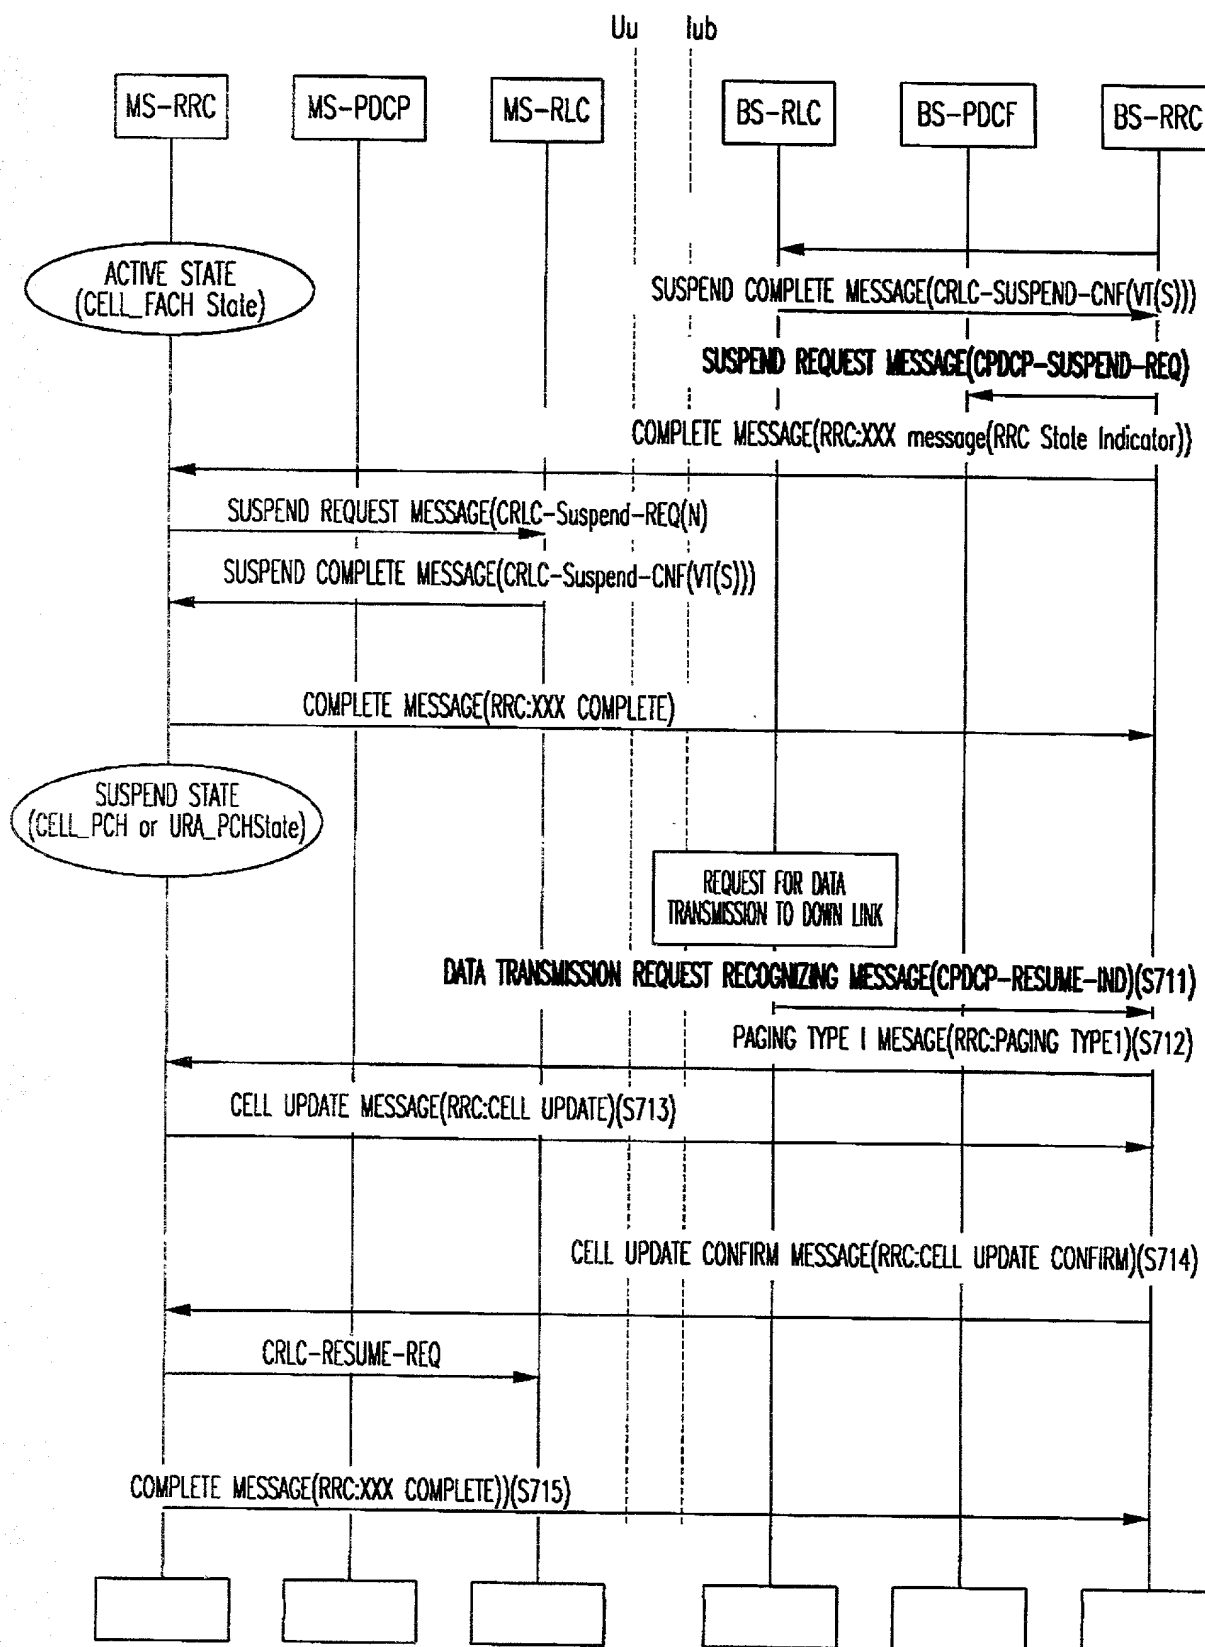 Uu Iub
MS-RRC MS-PDCP MS-RLC BS-RLC BS-PDCF BS-RRC
ACTIVE STATE
(CELL_FACH State)
SUSPEND COMPLETE MESSAGE(CRLC-SUSPEND-CNF(VT(S)))
SUSPEND REQUEST MESSAGE(CPDCP-SUSPEND-REQ)
COMPLETE MESSAGE(RRC:XXX message(RRC State Indicator))
SUSPEND REQUEST MESSAGE(CRLC-Suspend-REQ(N)
SUSPEND COMPLETE MESSAGE(CRLC-Suspend-CNF(VT(S)))
COMPLETE MESSAGE(RRC:XXX COMPLETE)
SUSPEND STATE
(CELL_PCH or URA_PCHState)
REQUEST FOR DATA
TRANSMISSION TO DOWN LINK
DATA TRANSMISSION REQUEST RECOGNIZING MESSAGE(CPDCP-RESUME-IND)(S711)
PAGING TYPE I MESAGE(RRC:PAGING TYPE1)(S712)
CELL UPDATE MESSAGE(RRC:CELL UPDATE)(S713)
CELL UPDATE CONFIRM MESSAGE(RRC:CELL UPDATE CONFIRM)(S714)
CRLC-RESUME-REQ
COMPLETE MESSAGE(RRC:XXX COMPLETE))(S715)